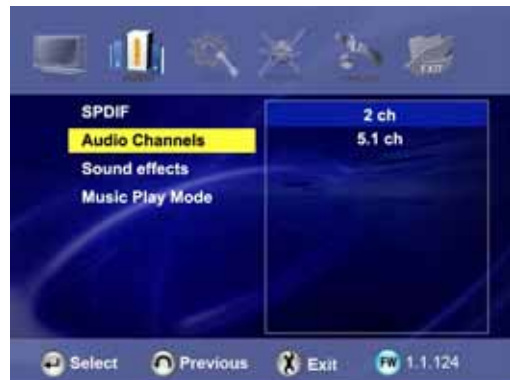 EXIT
SPDIF
2 ch
Audio Channels
5.1 ch
Sound effects
Music Play Mode
Select Previous Exit FW 1.1.124